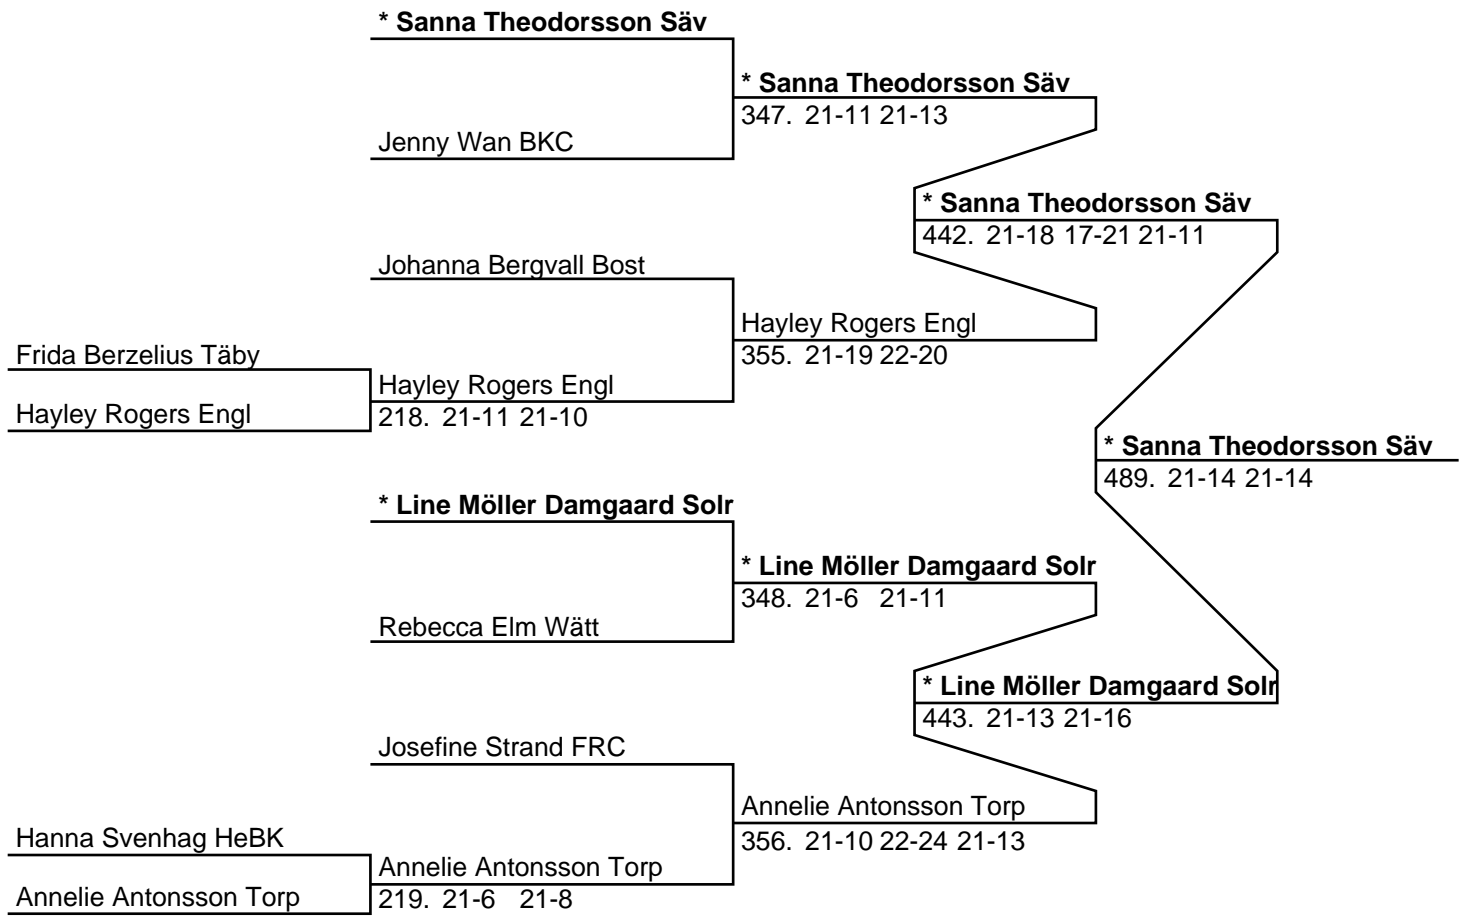 * Sanna Theodorsson Säv
* Sanna Theodorsson Säv
347. 21-11 21-13
Jenny Wan BKC
* Sanna Theodorsson Säv
442. 21-18 17-21 21-11
Johanna Bergvall Bost
Hayley Rogers Engl
355. 21-19 22-20
Frida Berzelius Täby
Hayley Rogers Engl
218. 21-11 21-10
Hayley Rogers Engl
* Sanna Theodorsson Säv
489. 21-14 21-14
* Line Möller Damgaard Solr
* Line Möller Damgaard Solr
348. 21-6 21-11
Rebecca Elm Wätt
* Line Möller Damgaard Solr
443. 21-13 21-16
Josefine Strand FRC
Annelie Antonsson Torp
356. 21-10 22-24 21-13
Hanna Svenhag HeBK
Annelie Antonsson Torp
219. 21-6 21-8
Annelie Antonsson Torp